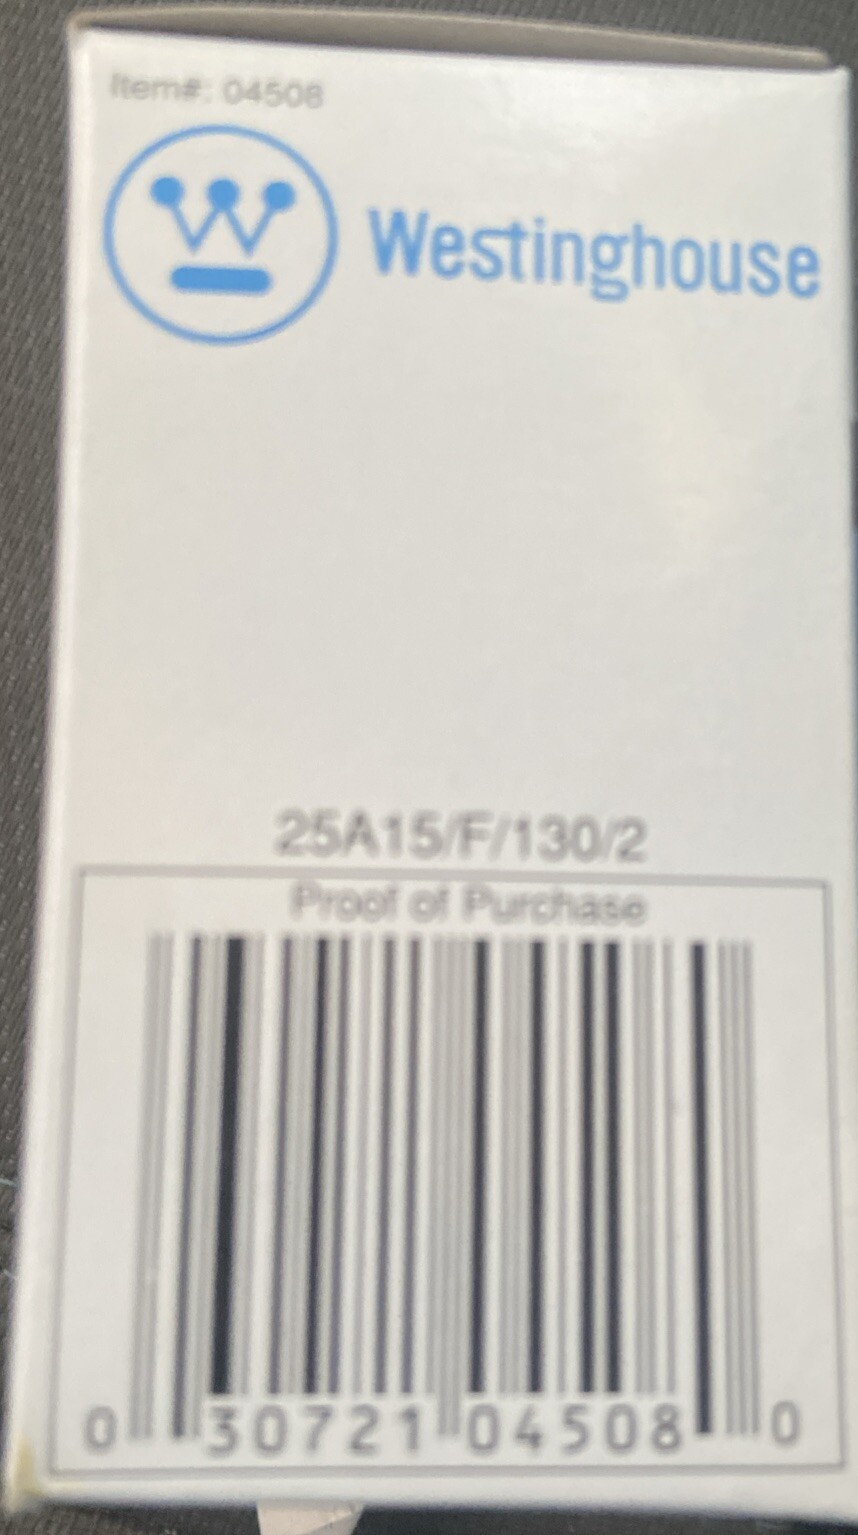 Item#: 04508
Westinghouse
25A15/F/130/2
Proof of Purchase
0 30721 04508 0